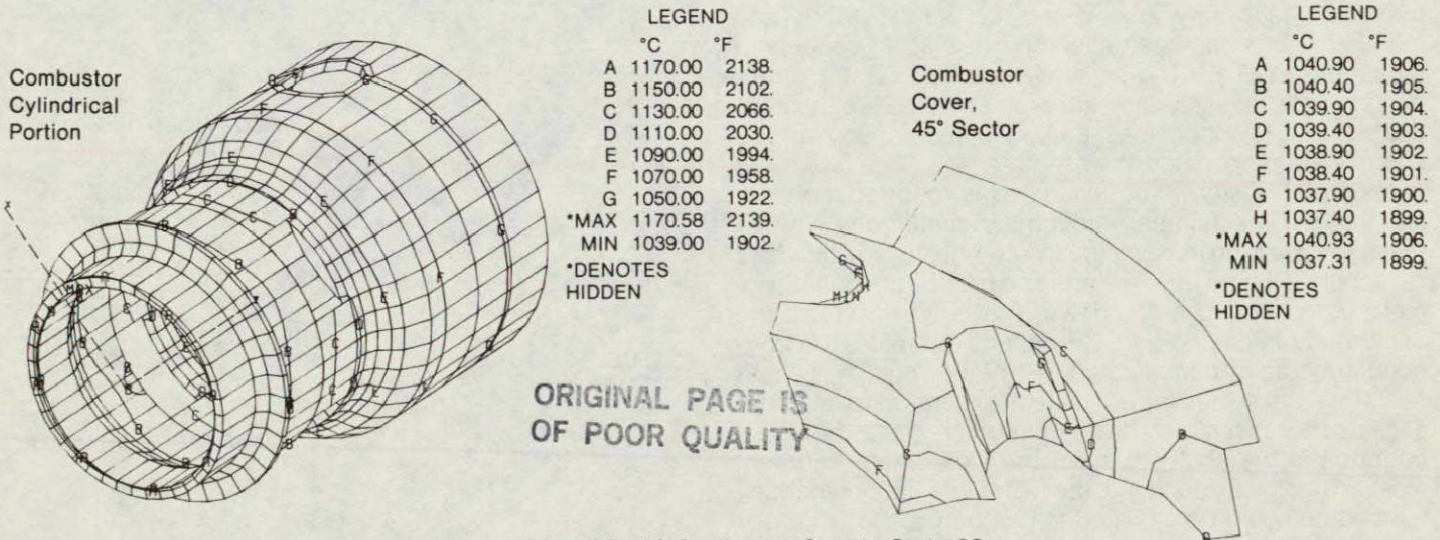 Combustor
Cylindrical
Portion
LEGEND
°C °F
A 1170.00 2138.
B 1150.00 2102.
C 1130.00 2066.
D 1110.00 2030.
E 1090.00 1994.
F 1070.00 1958.
G 1050.00 1922.
*MAX 1170.58 2139.
MIN 1039.00 1902.
*DENOTES
HIDDEN
Combustor
Cover,
45° Sector
LEGEND
°C °F
A 1040.90 1906.
B 1040.40 1905.
C 1039.90 1904.
D 1039.40 1903.
E 1038.90 1902.
F 1038.40 1901.
G 1037.90 1900.
H 1037.40 1899.
*MAX 1040.93 1906.
MIN 1037.31 1899.
*DENOTES
HIDDEN
MIN
ORIGINAL PAGE IS
OF POOR QUALITY